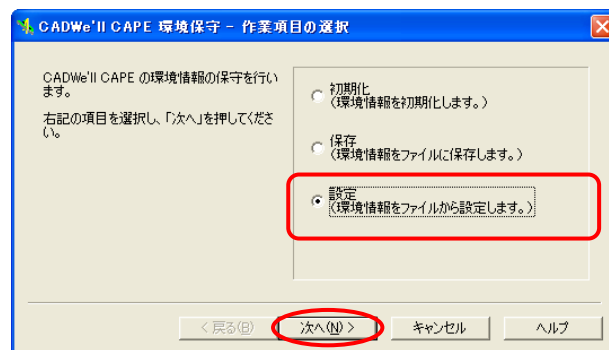 CADWe'll CAPE 環境保守 - 作業項目の選択
CADWe'll CAPE の環境情報の保守を行い
ます。
右記の項目を選択し、「次へ」を押してくださ
い。
初期化
(環境情報を初期化します。)
保存
(環境情報をファイルに保存します。)
設定
(環境情報をファイルから設定します。)
< 戻る(B)
次へ(N) >
キャンセル
ヘルプ